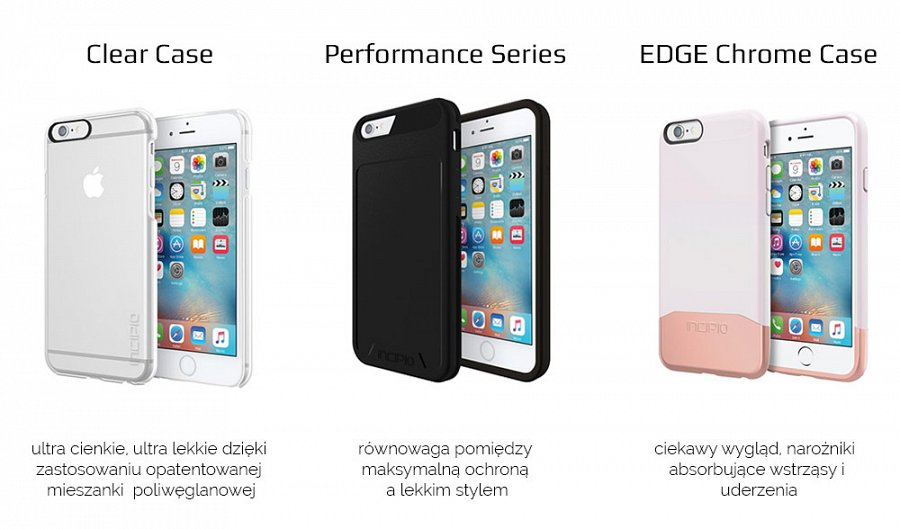 Clear Case
Performance Series
EDGE Chrome Case
INCIPIO
INCIPIO
INCIPIO
ultra cienkie, ultra lekkie dzięki
zastosowaniu opatentowanej
mieszanki poliwęglanowej
równowaga pomiędzy
maksymalną ochroną
a lekkim stylem
ciekawy wygląd, narożniki
absorbujące wstrząsy i
uderzenia